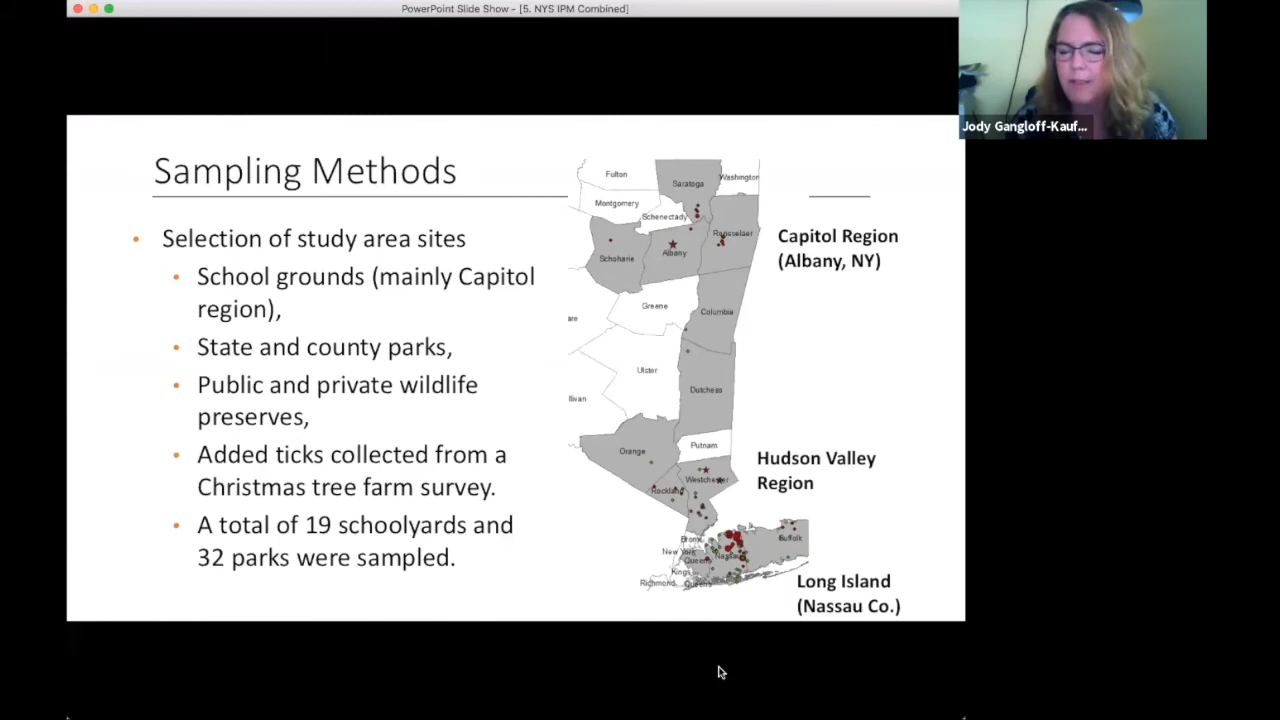 PowerPoint Slide Show - [5. NYS IPM Combined]
Jody Gangloff-Kauf...
Sampling Methods
• Selection of study area sites
• School grounds (mainly Capitol
region),
• State and county parks,
• Public and private wildlife
preserves,
• Added ticks collected from a
Christmas tree farm survey.
• A total of 19 schoolyards and
32 parks were sampled.
Fulton
Saratoga
Washington
Montgomery
Schenectady
Rensselaer
Schoharie
Albany
Capitol Region
(Albany, NY)
Greene
Columbia
are
Ulster
llivan
Dutchess
Putnam
Orange
Westchester
Rockland
Hudson Valley
Region
Bronx
New York
Queens
Nassau
Suffolk
Kings
Richmond
Queens
Long Island
(Nassau Co.)